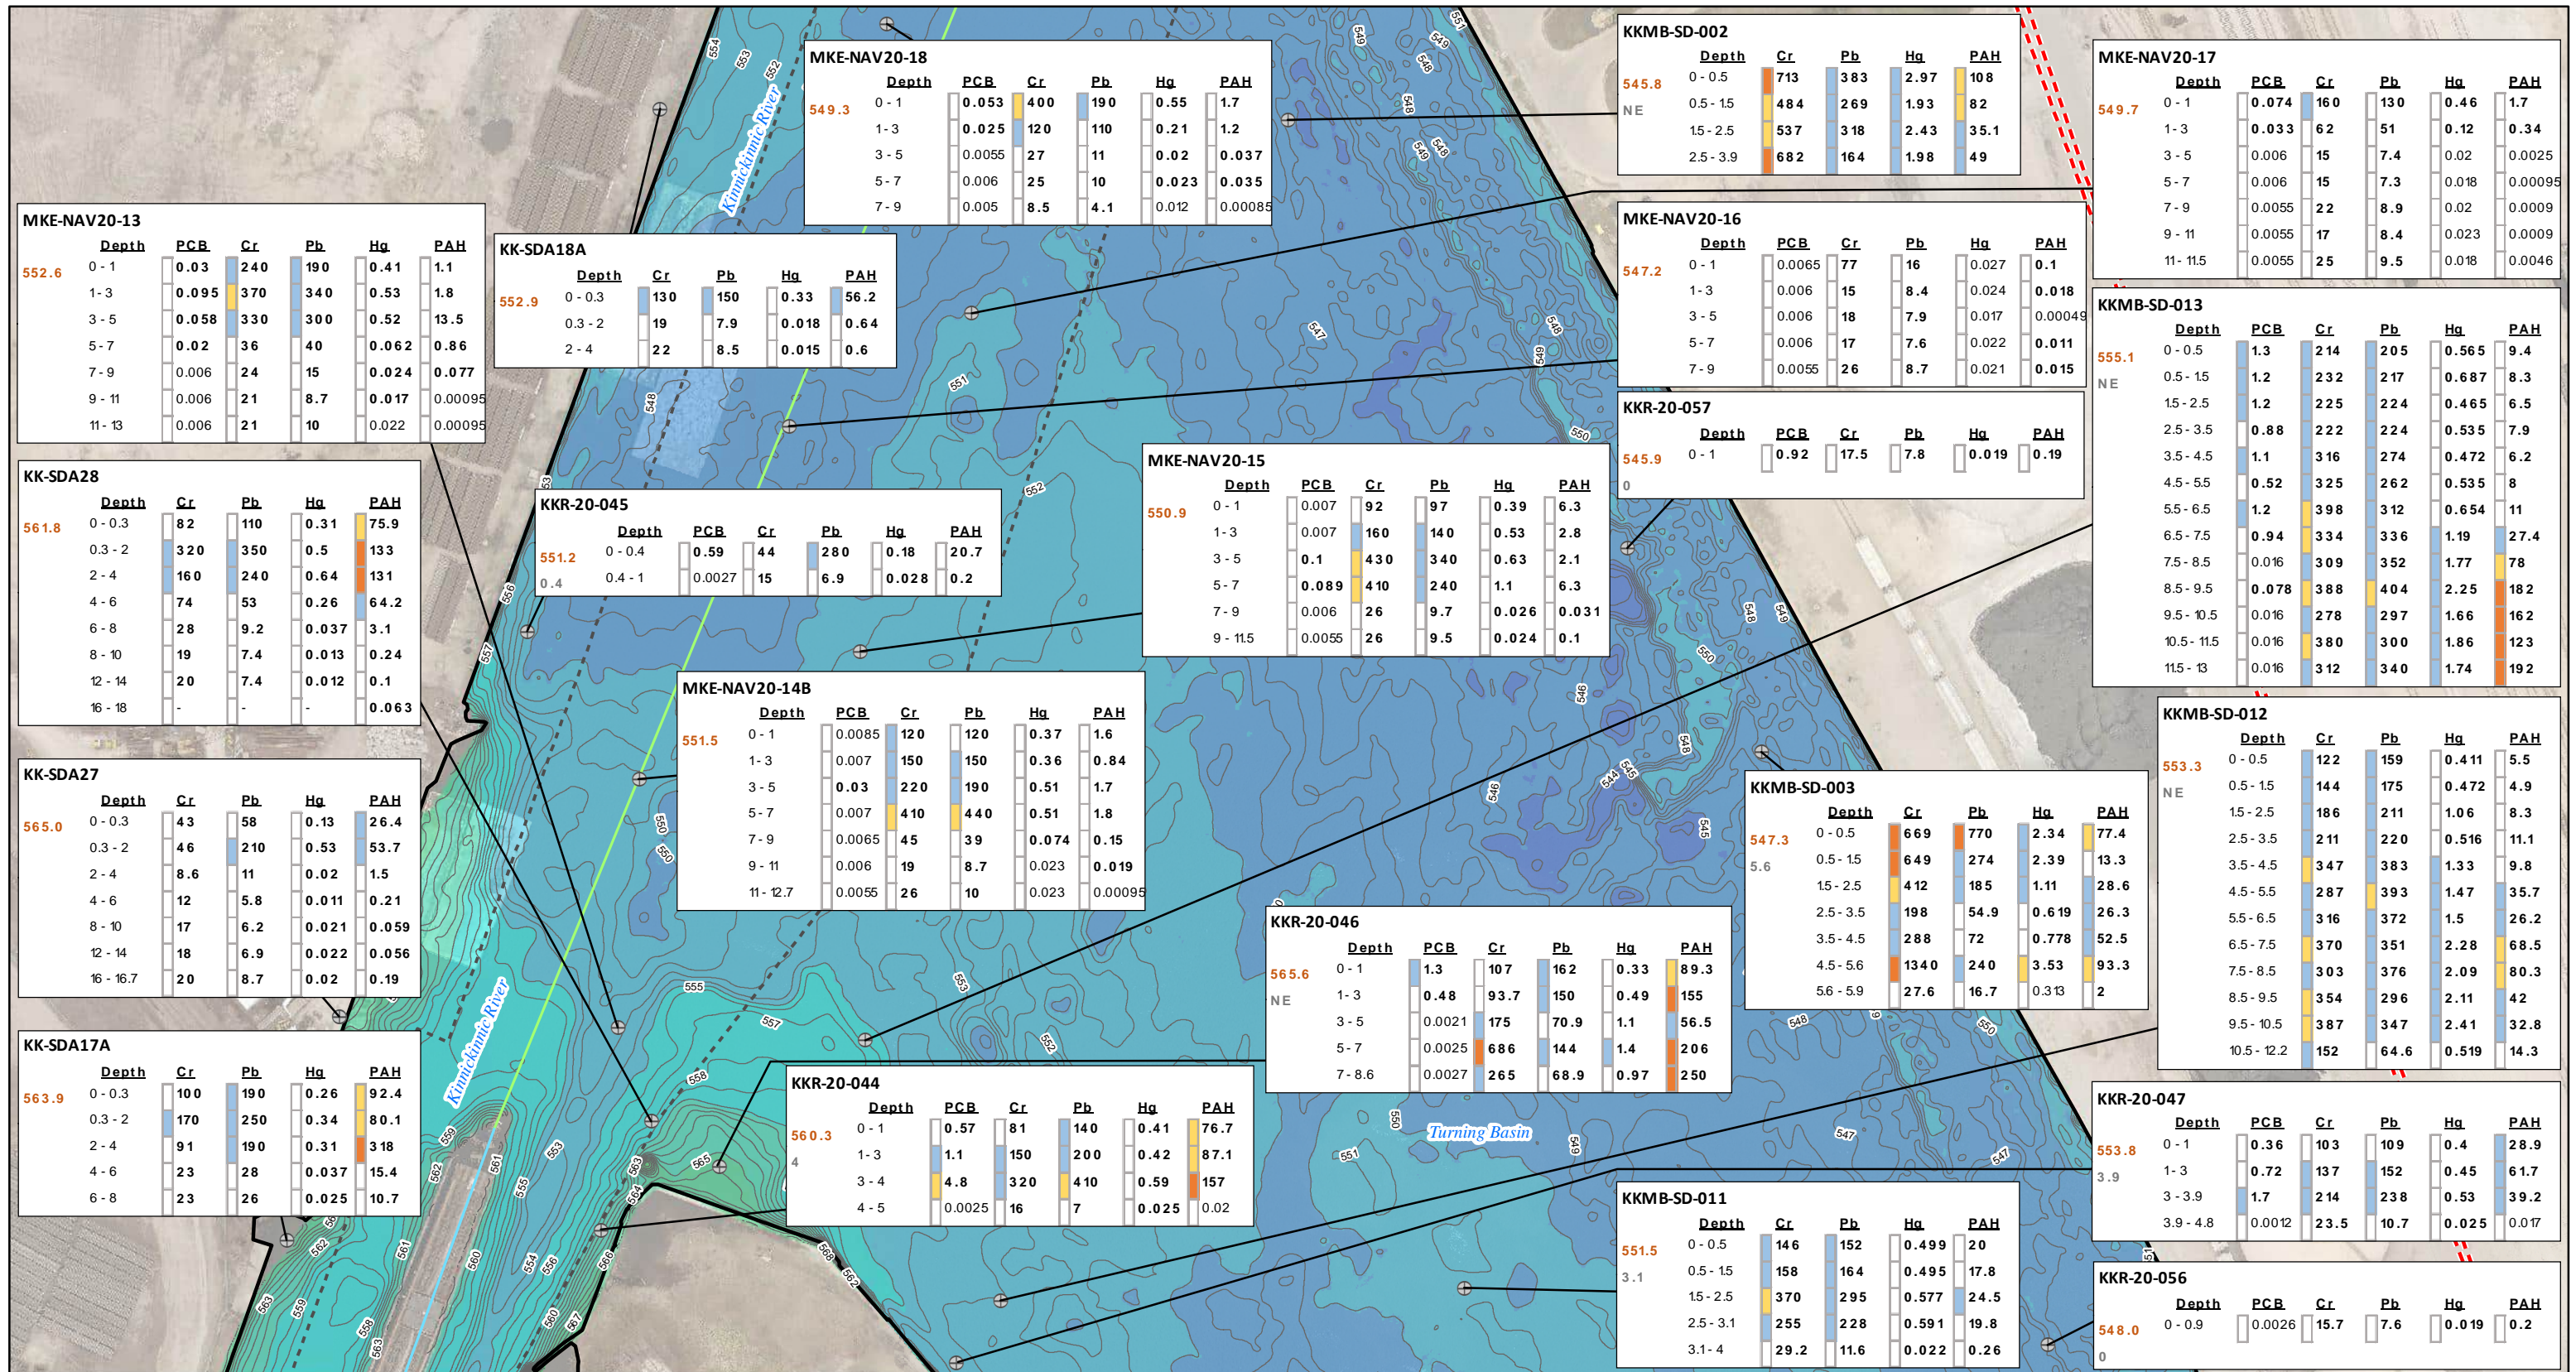 MKE-NAV20-18
Depth PCB Cr Pb Hg PAH
549.3
0 - 1 0.053 400 190 0.55 1.7
1 - 3 0.025 120 110 0.21 1.2
3 - 5 0.0055 27 11 0.02 0.037
5 - 7 0.006 25 10 0.023 0.035
7 - 9 0.005 8.5 4.1 0.012 0.00085
KKMB-SD-002
Depth Cr Pb Hg PAH
545.8
NE
0 - 0.5 713 383 2.97 108
0.5 - 1.5 484 269 1.93 82
1.5 - 2.5 537 318 2.43 35.1
2.5 - 3.9 682 164 1.98 49
MKE-NAV20-17
Depth PCB Cr Pb Hg PAH
549.7
0 - 1 0.074 160 130 0.46 1.7
1 - 3 0.033 62 51 0.12 0.34
3 - 5 0.006 15 7.4 0.02 0.0025
5 - 7 0.006 15 7.3 0.018 0.00095
7 - 9 0.0055 22 8.9 0.02 0.0009
9 - 11 0.0055 17 8.4 0.023 0.0009
11 - 11.5 0.0055 25 9.5 0.018 0.0046
MKE-NAV20-13
Depth PCB Cr Pb Hg PAH
552.6
0 - 1 0.03 240 190 0.41 1.1
1 - 3 0.095 370 340 0.53 1.8
3 - 5 0.058 330 300 0.52 13.5
5 - 7 0.02 36 40 0.062 0.86
7 - 9 0.006 24 15 0.024 0.077
9 - 11 0.006 21 8.7 0.017 0.00095
11 - 13 0.006 21 10 0.022 0.00095
KK-SDA18A
Depth Cr Pb Hg PAH
552.9
0 - 0.3 130 150 0.33 56.2
0.3 - 2 19 7.9 0.018 0.64
2 - 4 22 8.5 0.015 0.6
MKE-NAV20-16
Depth PCB Cr Pb Hg PAH
547.2
0 - 1 0.0065 77 16 0.027 0.1
1 - 3 0.006 15 8.4 0.024 0.018
3 - 5 0.006 18 7.9 0.017 0.00049
5 - 7 0.006 17 7.6 0.022 0.011
7 - 9 0.0055 26 8.7 0.021 0.015
KKMB-SD-013
Depth PCB Cr Pb Hg PAH
555.1
NE
0 - 0.5 1.3 214 205 0.565 9.4
0.5 - 1.5 1.2 232 217 0.687 8.3
1.5 - 2.5 1.2 225 224 0.465 6.5
2.5 - 3.5 0.88 222 224 0.535 7.9
3.5 - 4.5 1.1 316 274 0.472 6.2
4.5 - 5.5 0.52 325 262 0.535 8
5.5 - 6.5 1.2 398 312 0.654 11
6.5 - 7.5 0.94 334 336 1.19 27.4
7.5 - 8.5 0.016 309 352 1.77 78
8.5 - 9.5 0.078 388 404 2.25 182
9.5 - 10.5 0.016 278 297 1.66 162
10.5 - 11.5 0.016 380 300 1.86 123
11.5 - 13 0.016 312 340 1.74 192
KKR-20-057
Depth PCB Cr Pb Hg PAH
545.9
0
0 - 1 0.92 17.5 7.8 0.019 0.19
KK-SDA28
Depth Cr Pb Hg PAH
561.8
0 - 0.3 82 110 0.31 75.9
0.3 - 2 320 350 0.5 133
2 - 4 160 240 0.64 131
4 - 6 74 53 0.26 64.2
6 - 8 28 9.2 0.037 3.1
8 - 10 19 7.4 0.013 0.24
12 - 14 20 7.4 0.012 0.1
16 - 18 - - - 0.063
KKR-20-045
Depth PCB Cr Pb Hg PAH
551.2
0.4
0 - 0.4 0.59 44 280 0.18 20.7
0.4 - 1 0.0027 15 6.9 0.028 0.2
MKE-NAV20-15
Depth PCB Cr Pb Hg PAH
550.9
0 - 1 0.007 92 97 0.39 6.3
1 - 3 0.007 160 140 0.53 2.8
3 - 5 0.1 430 340 0.63 2.1
5 - 7 0.089 410 240 1.1 6.3
7 - 9 0.006 26 9.7 0.026 0.031
9 - 11.5 0.0055 26 9.5 0.024 0.1
MKE-NAV20-14B
Depth PCB Cr Pb Hg PAH
551.5
0 - 1 0.0085 120 120 0.37 1.6
1 - 3 0.007 150 150 0.36 0.84
3 - 5 0.03 220 190 0.51 1.7
5 - 7 0.007 410 440 0.51 1.8
7 - 9 0.0065 45 39 0.074 0.15
9 - 11 0.006 19 8.7 0.023 0.019
11 - 12.7 0.0055 26 10 0.023 0.00095
KKMB-SD-012
Depth Cr Pb Hg PAH
553.3
NE
0 - 0.5 122 159 0.411 5.5
0.5 - 1.5 144 175 0.472 4.9
1.5 - 2.5 186 211 1.06 8.3
2.5 - 3.5 211 220 0.516 11.1
3.5 - 4.5 347 383 1.33 9.8
4.5 - 5.5 287 393 1.47 35.7
5.5 - 6.5 316 372 1.5 26.2
6.5 - 7.5 370 351 2.28 68.5
7.5 - 8.5 303 376 2.09 80.3
8.5 - 9.5 354 296 2.11 42
9.5 - 10.5 387 347 2.41 32.8
10.5 - 12.2 152 64.6 0.519 14.3
KK-SDA27
Depth Cr Pb Hg PAH
565.0
0 - 0.3 43 58 0.13 26.4
0.3 - 2 46 210 0.53 53.7
2 - 4 8.6 11 0.02 1.5
4 - 6 12 5.8 0.011 0.21
8 - 10 17 6.2 0.021 0.059
12 - 14 18 6.9 0.022 0.056
16 - 16.7 20 8.7 0.02 0.19
KKMB-SD-003
Depth Cr Pb Hg PAH
547.3
5.6
0 - 0.5 669 770 2.34 77.4
0.5 - 1.5 649 274 2.39 13.3
1.5 - 2.5 412 185 1.11 28.6
2.5 - 3.5 198 54.9 0.619 26.3
3.5 - 4.5 288 72 0.778 52.5
4.5 - 5.6 1340 240 3.53 93.3
5.6 - 5.9 27.6 16.7 0.313 2
KKR-20-046
Depth PCB Cr Pb Hg PAH
565.6
NE
0 - 1 1.3 107 162 0.33 89.3
1 - 3 0.48 93.7 150 0.49 155
3 - 5 0.0021 175 70.9 1.1 56.5
5 - 7 0.0025 686 144 1.4 206
7 - 8.6 0.0027 265 68.9 0.97 250
KK-SDA17A
Depth Cr Pb Hg PAH
563.9
0 - 0.3 100 190 0.26 92.4
0.3 - 2 170 250 0.34 80.1
2 - 4 91 190 0.31 318
4 - 6 23 28 0.037 15.4
6 - 8 23 26 0.025 10.7
KKR-20-044
Depth PCB Cr Pb Hg PAH
560.3
4
0 - 1 0.57 81 140 0.41 76.7
1 - 3 1.1 150 200 0.42 87.1
3 - 4 4.8 320 410 0.59 157
4 - 5 0.0025 16 7 0.025 0.02
KKR-20-047
Depth PCB Cr Pb Hg PAH
553.8
3.9
0 - 1 0.36 103 109 0.4 28.9
1 - 3 0.72 137 152 0.45 61.7
3 - 3.9 1.7 214 238 0.53 39.2
3.9 - 4.8 0.0012 23.5 10.7 0.025 0.017
KKMB-SD-011
Depth Cr Pb Hg PAH
551.5
3.1
0 - 0.5 146 152 0.499 20
0.5 - 1.5 158 164 0.495 17.8
1.5 - 2.5 370 295 0.577 24.5
2.5 - 3.1 255 228 0.591 19.8
3.1 - 4 29.2 11.6 0.022 0.26
KKR-20-056
Depth PCB Cr Pb Hg PAH
548.0
0
0 - 0.9 0.0026 15.7 7.6 0.019 0.2
Kinnickinnic River
Kinnickinnic River
Turning Basin
554
553
552
549
551
549
548
548
549
548
547
548
549
551
548
550
552
556
557
550
548
549
546
548
544
545
546
545
550
550
555
557
553
552
558
548
550
559
562
561
553
555
563
565
564
550
551
549
547
547
562
561
560
554
556
566
568
562
563
559
558
563
560
567